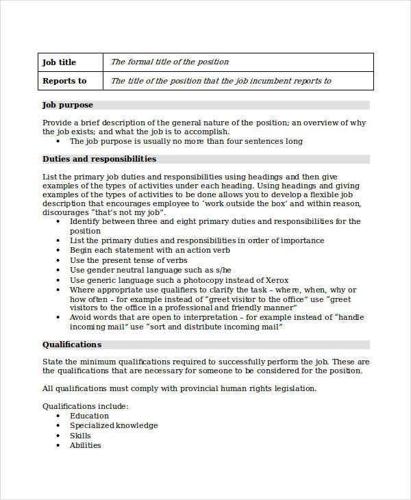 Job title The formal title of the position
Reports to The title of the position that the job incumbent reports to
Job purpose
Provide a brief description of the general nature of the position; an overview of why
the job exists; and what the job is to accomplish.
• The job purpose is usually no more than four sentences long
Duties and responsibilities
List the primary job duties and responsibilities using headings and then give
examples of the types of activities under each heading. Using headings and giving
examples of the types of activities to be done allows you to develop a flexible job
description that encourages employee to ‘work outside the box’ and within reason,
discourages “that’s not my job”.
• Identify between three and eight primary duties and responsibilities for the
position
• List the primary duties and responsibilities in order of importance
• Begin each statement with an action verb
• Use the present tense of verbs
• Use gender neutral language such as s/he
• Use generic language such a photocopy instead of Xerox
• Where appropriate use qualifiers to clarify the task – where, when, why or
how often – for example instead of “greet visitor to the office” use “greet
visitors to the office in a professional and friendly manner”
• Avoid words that are open to interpretation – for example instead of “handle
incoming mail” use “sort and distribute incoming mail”
Qualifications
State the minimum qualifications required to successfully perform the job. These are
the qualifications that are necessary for someone to be considered for the position.
All qualifications must comply with provincial human rights legislation.
Qualifications include:
• Education
• Specialized knowledge
• Skills
• Abilities